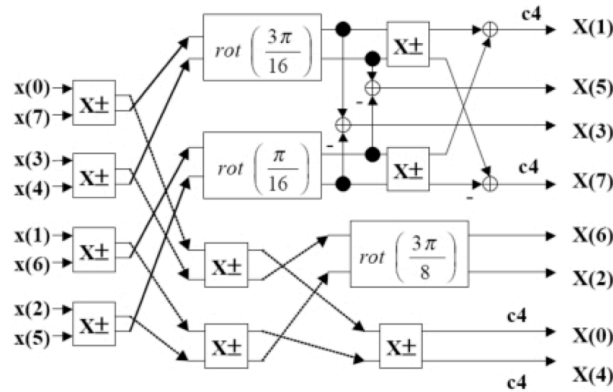 c4 X(1)
x(0)
x(7)
X±
rot (3π/16)
X±
X(5)
-
x(3)
x(4)
X±
rot (π/16)
-
X±
X(3)
c4 X(7)
- -
x(1)
x(6)
X±
X±
rot (3π/8)
X(6)
X(2)
x(2)
x(5)
X±
X±
X±
c4 X(0)
c4 X(4)